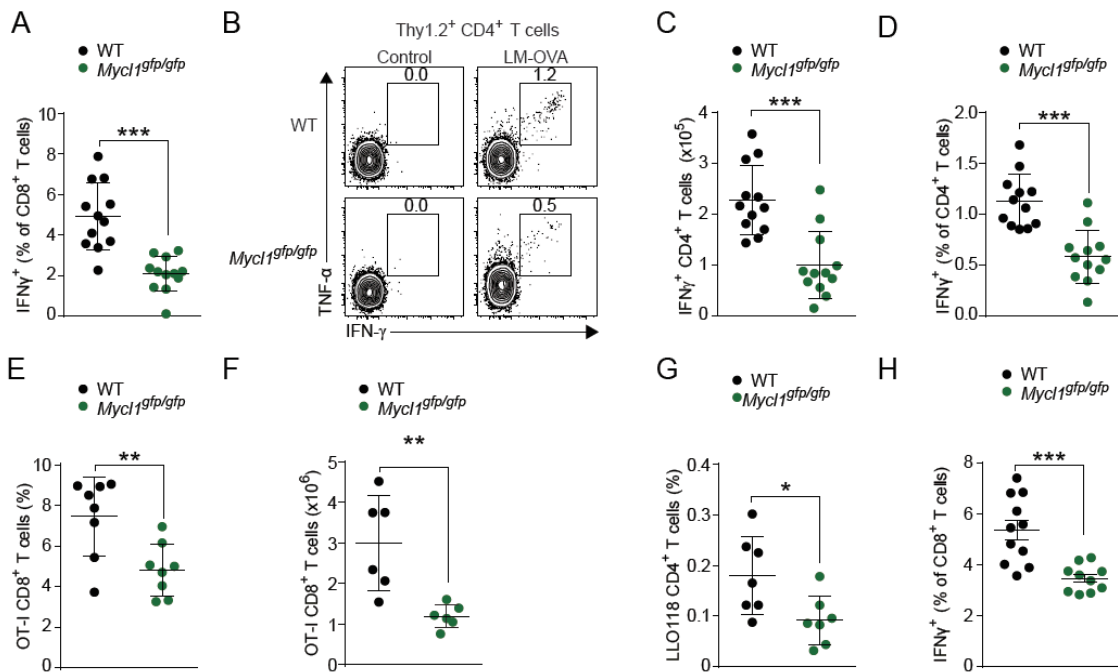 A
WT
Mycl1gfp/gfp
***
IFNγ+ (% of CD8+ T cells)
10
8
6
4
2
0
B
Thy1.2+ CD4+ T cells
Control
LM-OVA
0.0
1.2
WT
0.0
0.5
Mycl1gfp/gfp
TNF-α
IFN-γ
C
WT
Mycl1gfp/gfp
***
IFNγ+ CD4+ T cells (x10^5)
4
3
2
1
0
D
WT
Mycl1gfp/gfp
***
IFNγ+ (% of CD4+ T cells)
2.0
1.5
1.0
0.5
0.0
E
WT
Mycl1gfp/gfp
**
OT-I CD8+ T cells (%)
10
8
6
4
2
0
F
WT
Mycl1gfp/gfp
**
OT-I CD8+ T cells (x10^6)
5
4
3
2
1
0
G
WT
Mycl1gfp/gfp
*
LLO118 CD4+ T cells (%)
0.4
0.3
0.2
0.1
0
H
WT
Mycl1gfp/gfp
***
IFNγ+ (% of CD8+ T cells)
8
6
4
2
0